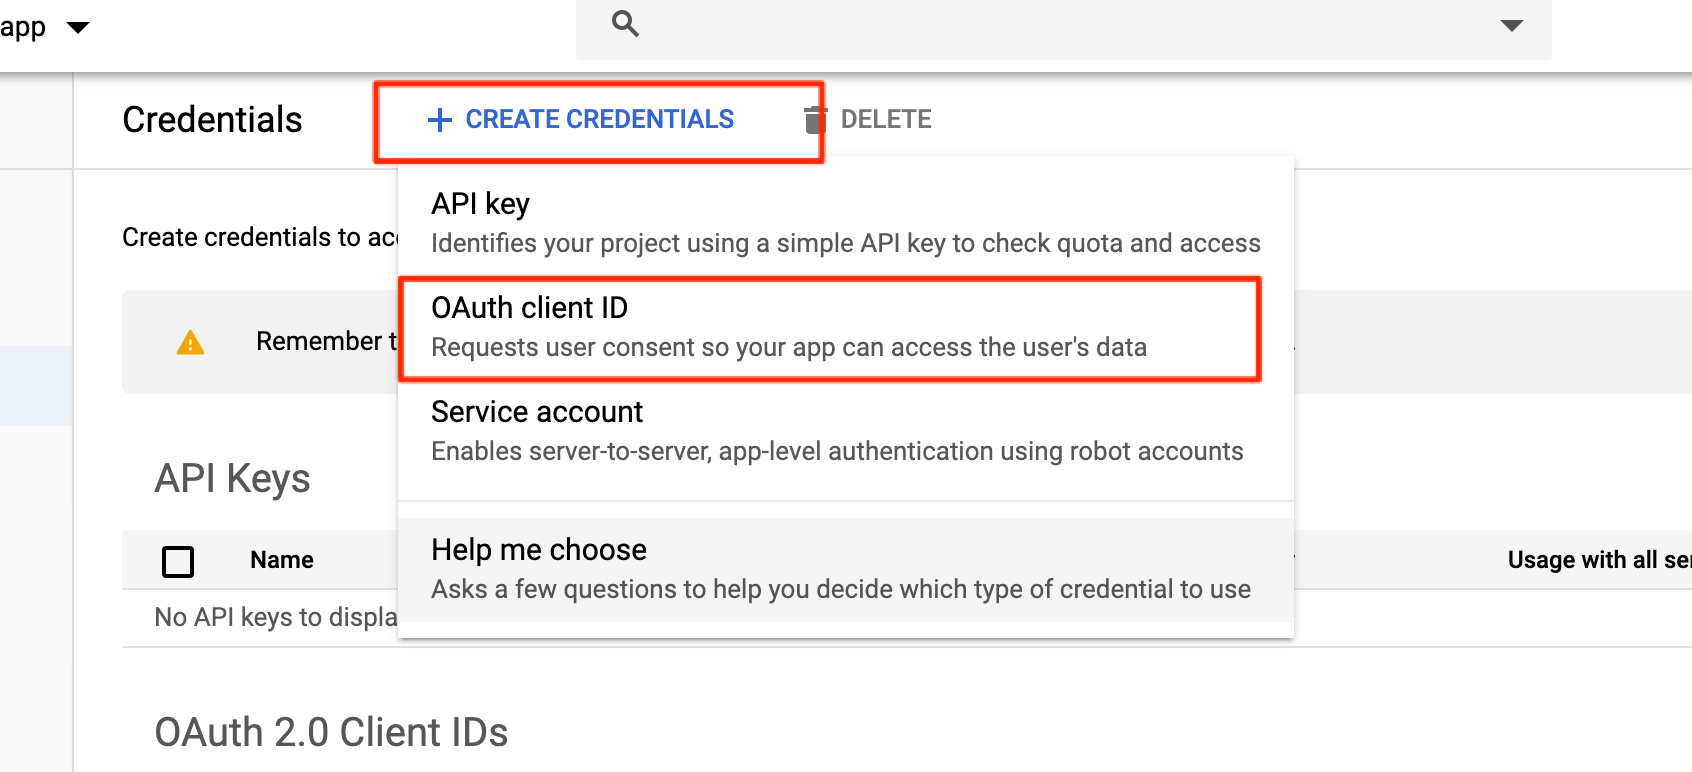 app
Credentials
CREATE CREDENTIALS
DELETE
API key
Identifies your project using a simple API key to check quota and access
Create credentials to acc
OAuth client ID
Requests user consent so your app can access the user's data
Remember t
Service account
Enables server-to-server, app-level authentication using robot accounts
API Keys
Help me choose
Asks a few questions to help you decide which type of credential to use
Name
Usage with all ser
No API keys to displa
OAuth 2.0 Client IDs